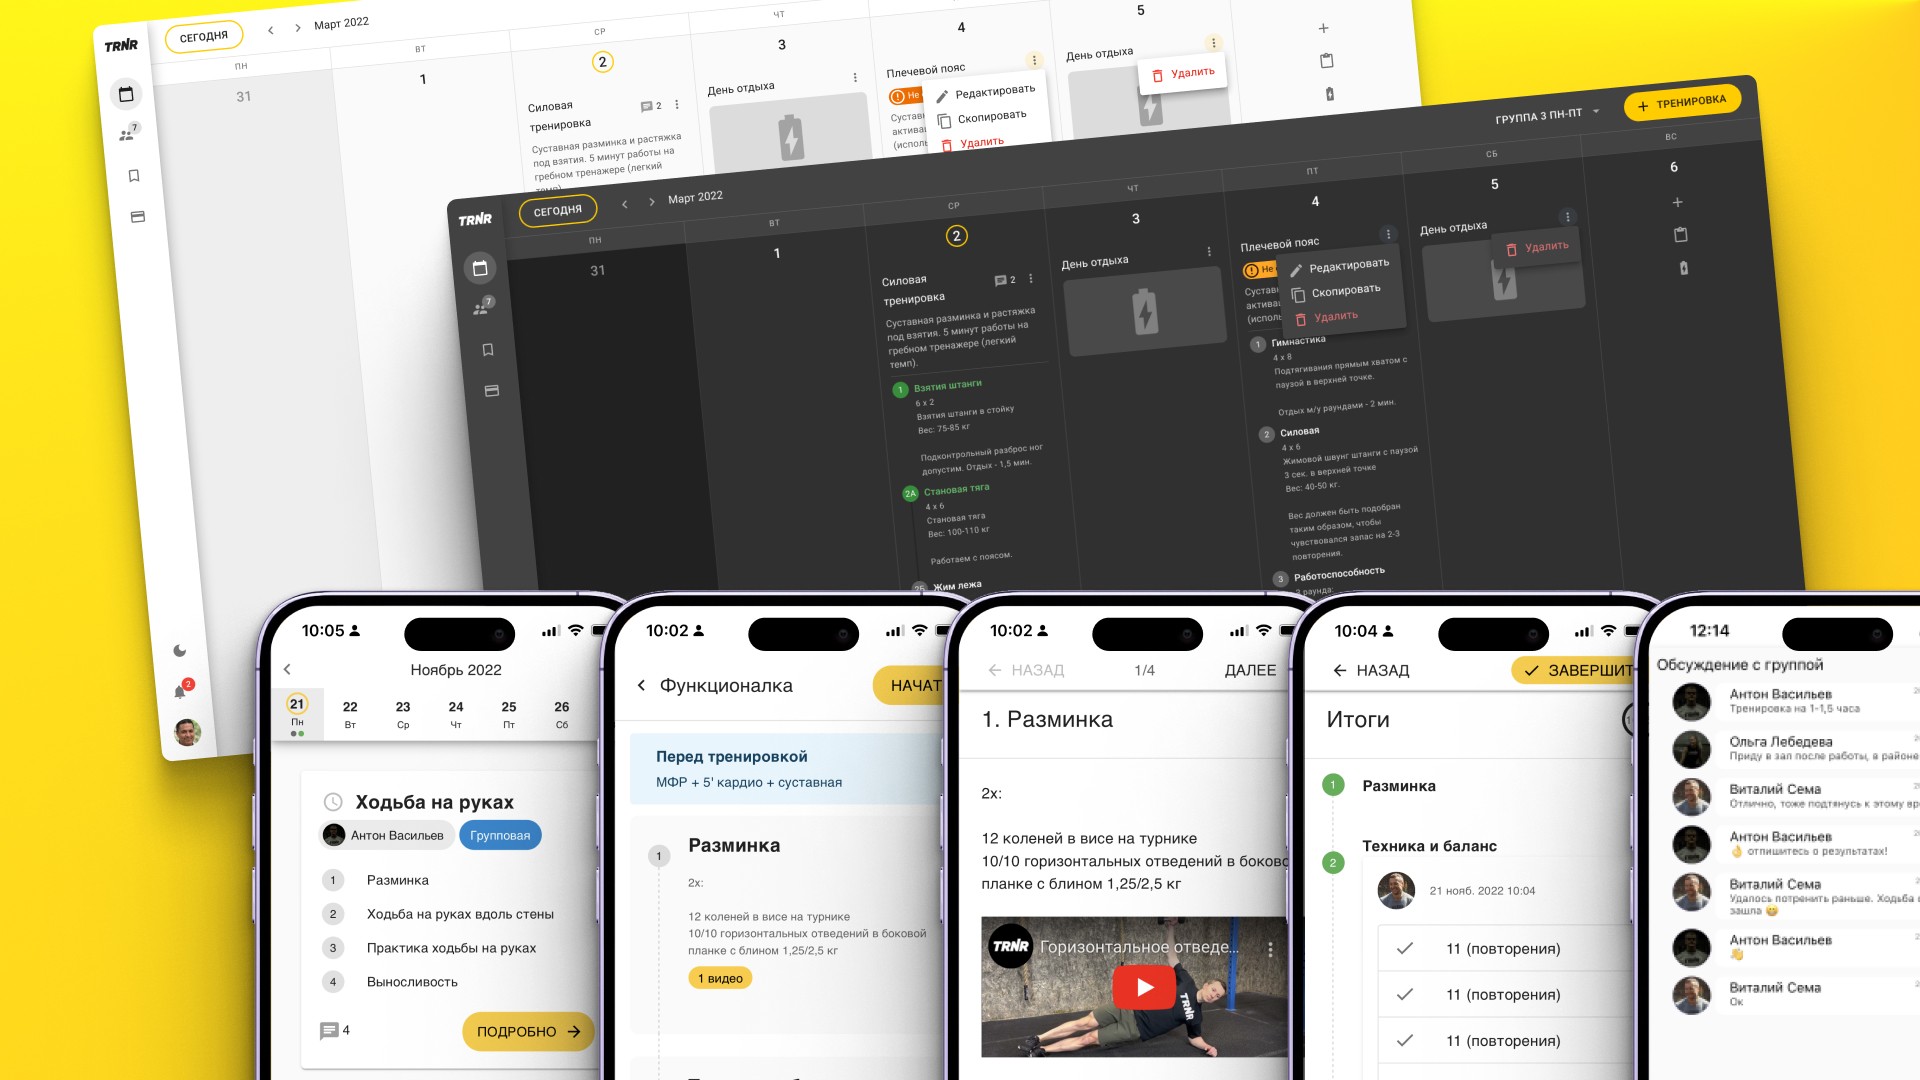 TRNR
СЕГОДНЯ
Март 2022
ПН
ВТ
СР
ЧТ
31
1
2
3
4
5
7
Силовая
тренировка
2
Суставная разминка и растяжка
под взятия. 5 минут работы на
гребном тренажере (легкий
темп).
День отдыха
Плечевой пояс
Не
Редактировать
Скопировать
Удалить
День отдыха
Удалить
2
TRNR
СЕГОДНЯ
Март 2022
ГРУППА 3 ПН-ПТ
ТРЕНИРОВКА
ПН
ВТ
СР
ЧТ
ПТ
СБ
ВС
31
1
2
3
4
5
6
7
Силовая
тренировка
2
Суставная разминка и растяжка
под взятия. 5 минут работы на
гребном тренажере (легкий
темп).
1 Взятия штанги
6 x 2
Взятия штанги в стойку
Вес: 75-85 кг
Подконтрольный разброс ног
допустим. Отдых - 1,5 мин.
2A Становая тяга
4 x 6
Становая тяга
Вес: 100-110 кг
Работаем с поясом.
Жим лежа
День отдыха
Плечевой пояс
Не
Редактировать
Скопировать
Удалить
1 Гимнастика
4 x 8
Подтягивания прямым хватом с
паузой в верхней точке.
Отдых м/у раундами - 2 мин.
2 Силовая
4 x 6
Жимовой швунг штанги с паузой
3 сек. в верхней точке
Вес: 40-50 кг.
Вес должен быть подобран
таким образом, чтобы
чувствовался запас на 2-3
повторения.
3 Работоспособность
День отдыха
Удалить
10:05
Ноябрь 2022
21
Пн
22
Вт
23
Ср
24
Чт
25
Пт
26
Сб
Ходьба на руках
Антон Васильев
Групповая
1 Разминка
2 Ходьба на руках вдоль стены
3 Практика ходьбы на руках
4 Выносливость
4
ПОДРОБНО
10:02
Функционалка
НАЧАТ
Перед тренировкой
МФР + 5' кардио + суставная
1 Разминка
2x:
12 коленей в висе на турнике
10/10 горизонтальных отведений в боковой
планке с блином 1,25/2,5 кг
1 видео
10:02
НАЗАД
1/4
ДАЛЕЕ
1. Разминка
2x:
12 коленей в висе на турнике
10/10 горизонтальных отведений в боково
планке с блином 1,25/2,5 кг
TRNR
Горизонтальное отведе...
TRNR
10:04
НАЗАД
ЗАВЕРШИТ
Итоги
1 Разминка
2 Техника и баланс
21 нояб. 2022 10:04
11 (повторения)
11 (повторения)
11 (повторения)
12:14
Обсуждение с группой
Антон Васильев
Тренировка на 1-1,5 часа
Ольга Лебедева
Приду в зал после работы, в районе
Виталий Сема
Отлично, тоже подтянусь к этому вр
Антон Васильев
👌 отпишитесь о результатах!
Виталий Сема
Удалось потренить раньше. Ходьба
зашла 😄
Антон Васильев
👋
Виталий Сема
Ок